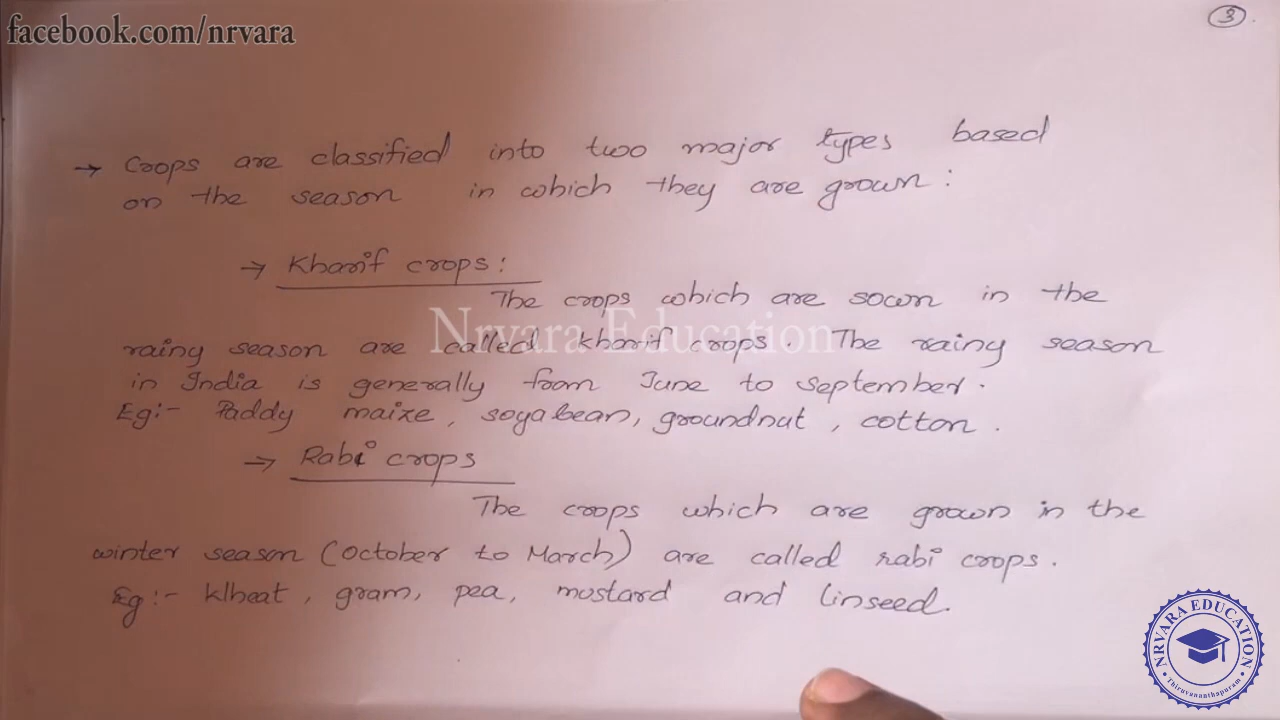 facebook.com/nrvara
3
→ Crops are classified into two major types based
on the season in which they are grown:
→ Kharif crops:
The crops which are sown in the
Nrvara Education
rainy season are called kharif crops. The rainy season
in India is generally from June to September.
Eg:- Paddy maize, soyabean, groundnut, cotton.
→ Rabi crops
The crops which are grown in the
winter season (October to March) are called rabi crops.
Eg:- Wheat, gram, pea, mustard and linseed.
NRVARA EDUCATION
• Thiruvananthapuram •